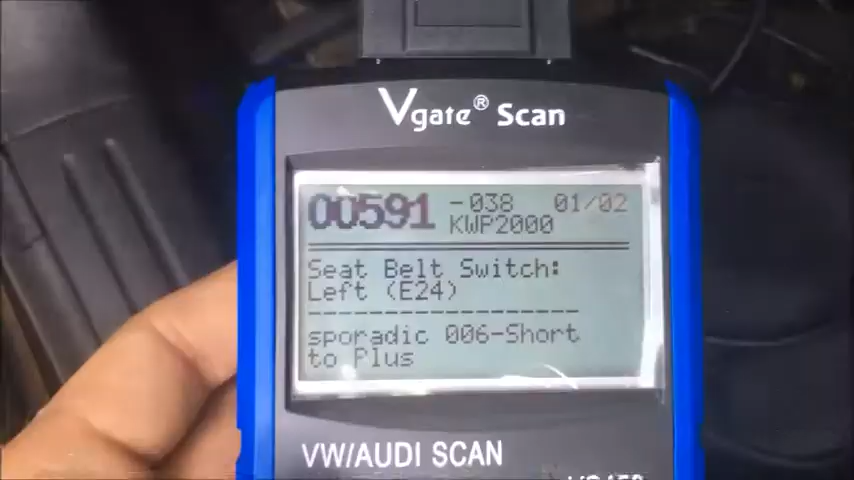 Vgate® Scan
00591 -038 01/02
KWP2000
Seat Belt Switch:
Left (E24)
sporadic 006-Short
to Plus
VW/AUDI SCAN